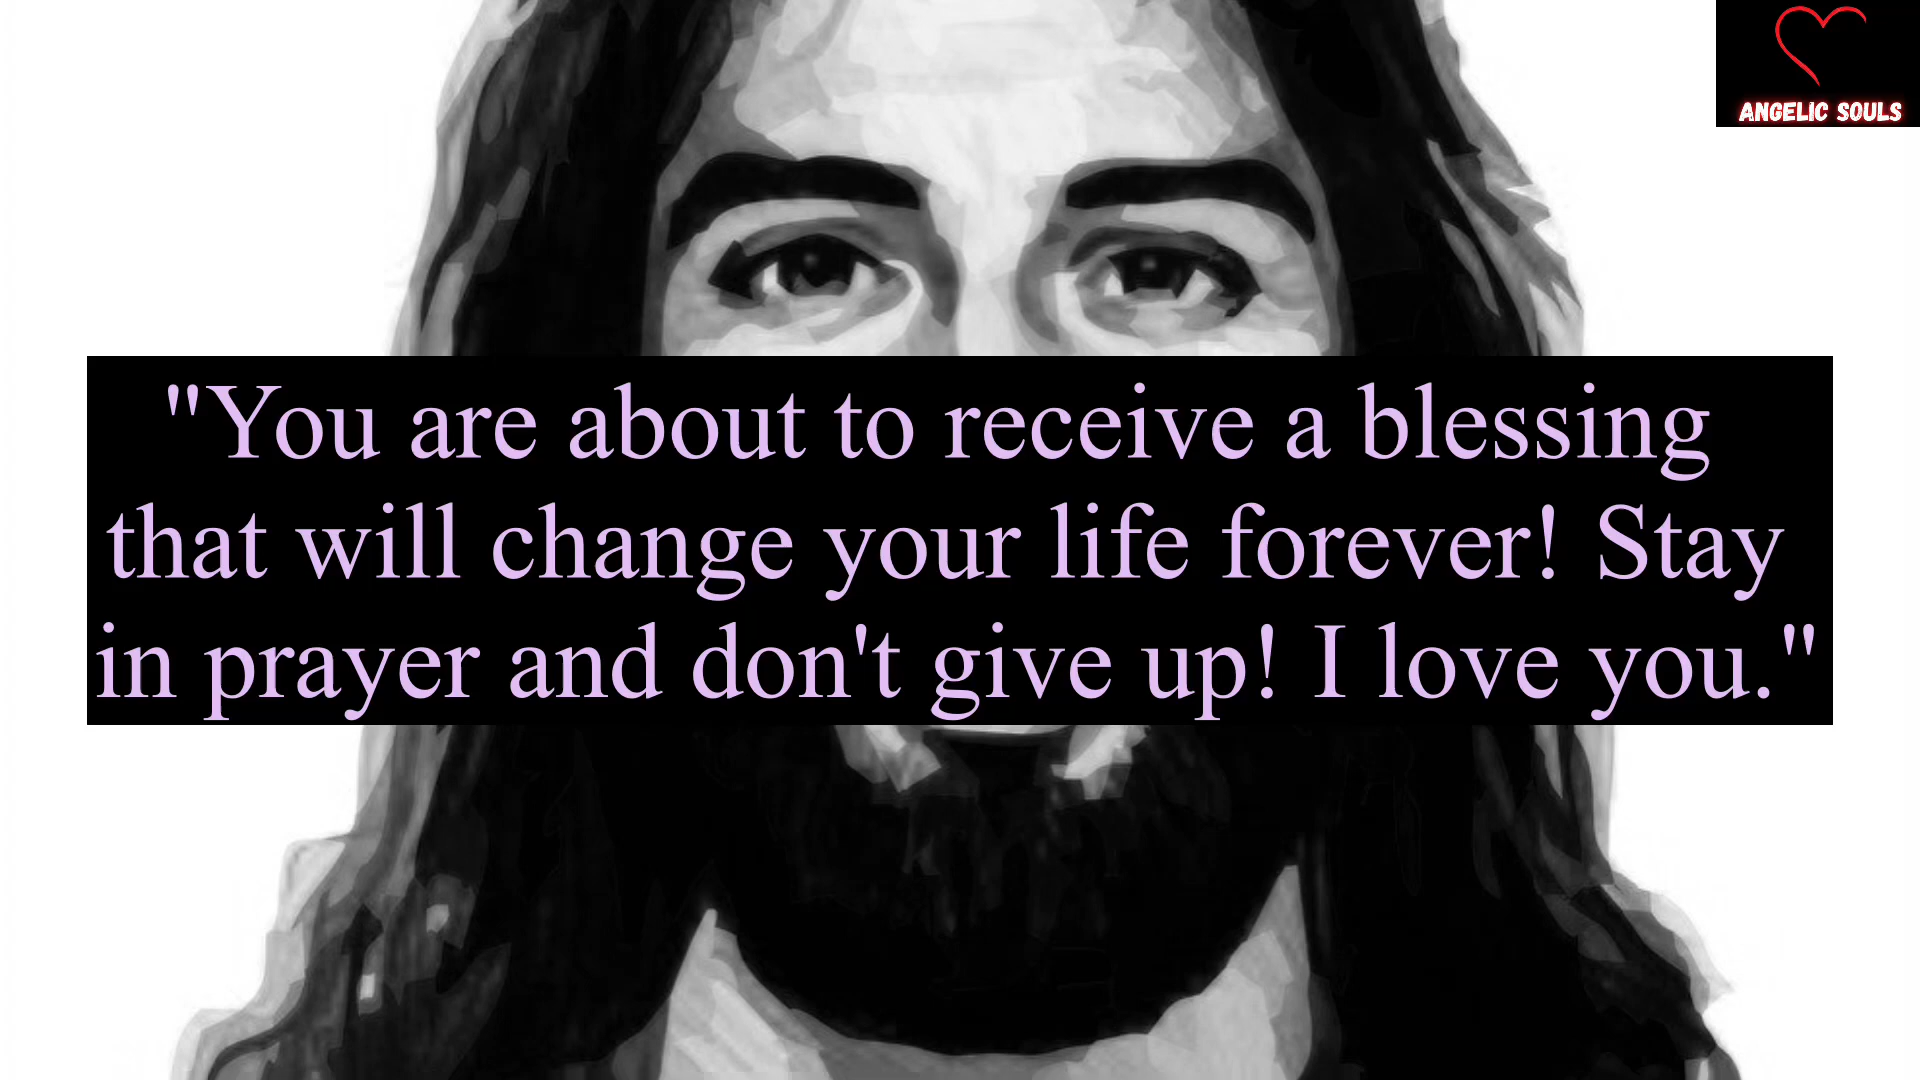 ANGELIC SOULS
"You are about to receive a blessing
that will change your life forever! Stay
in prayer and don't give up! I love you."